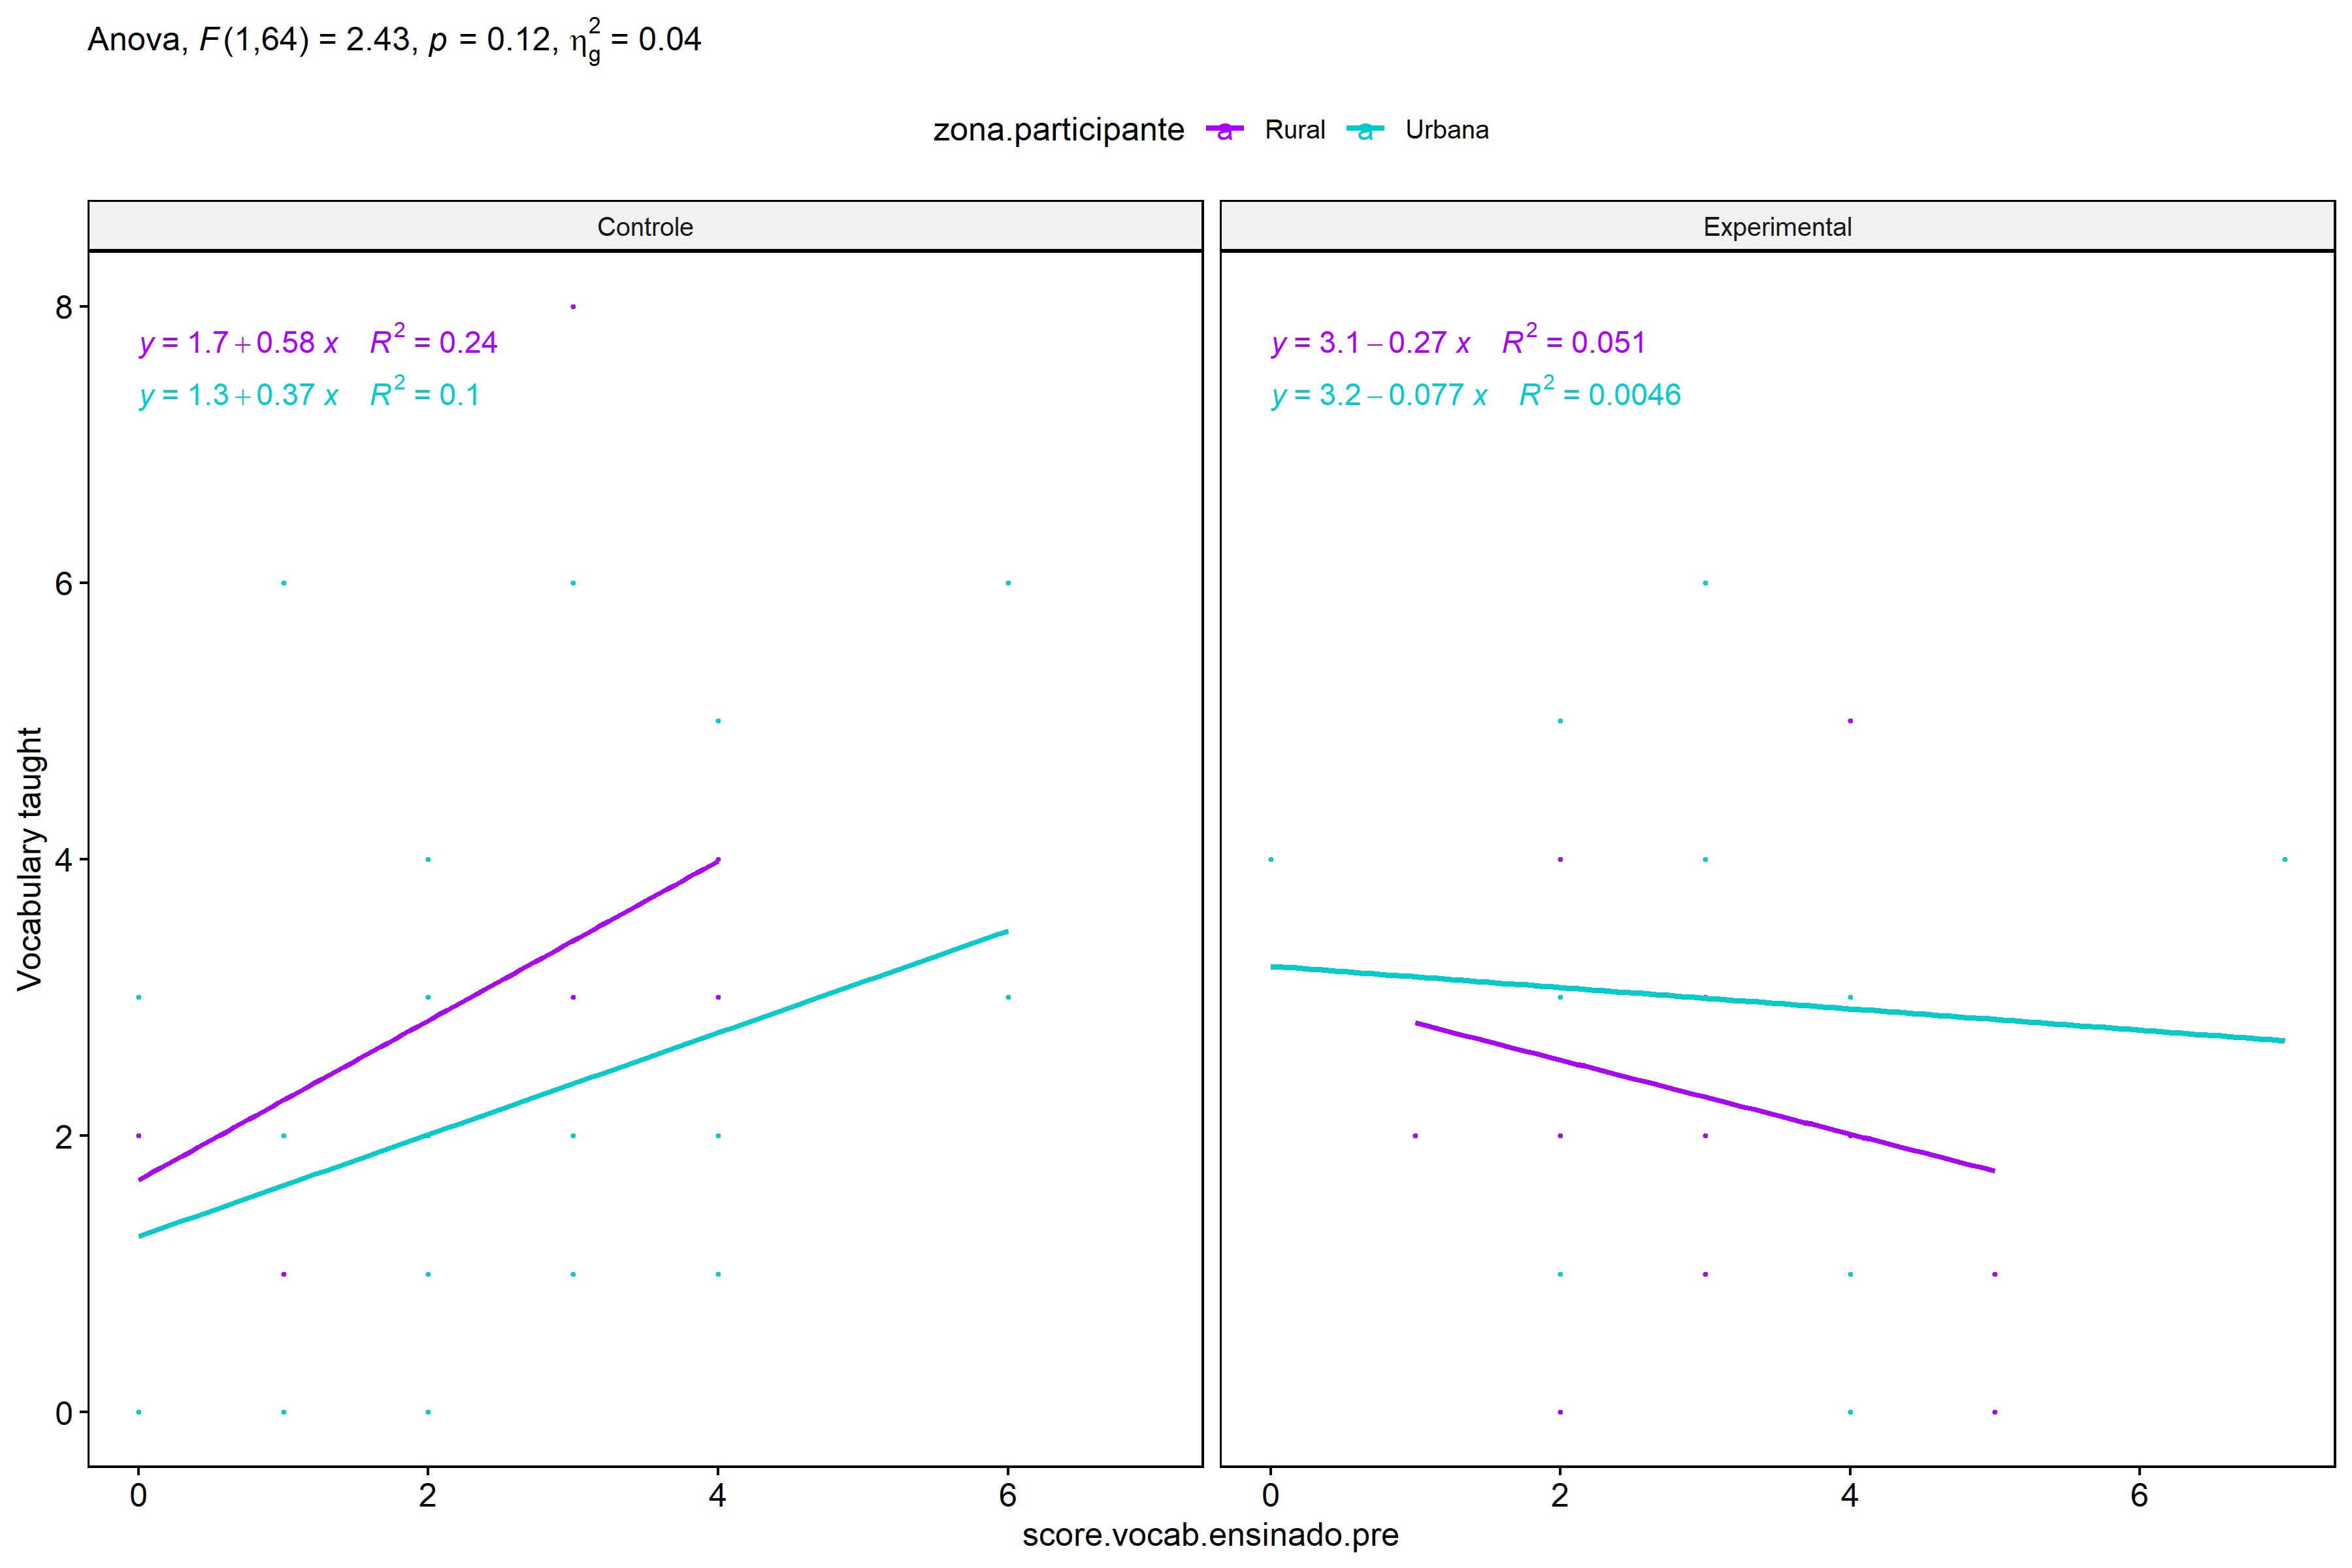 Anova, F(1,64) = 2.43, p = 0.12, η²g = 0.04
zona.participante a Rural a Urbana
Controle
Experimental
y = 1.7 + 0.58 x R² = 0.24
y = 1.3 + 0.37 x R² = 0.1
y = 3.1 − 0.27 x R² = 0.051
y = 3.2 − 0.077 x R² = 0.0046
Vocabulary taught
8
6
4
2
0
0 2 4 6
0 2 4 6
score.vocab.ensinado.pre